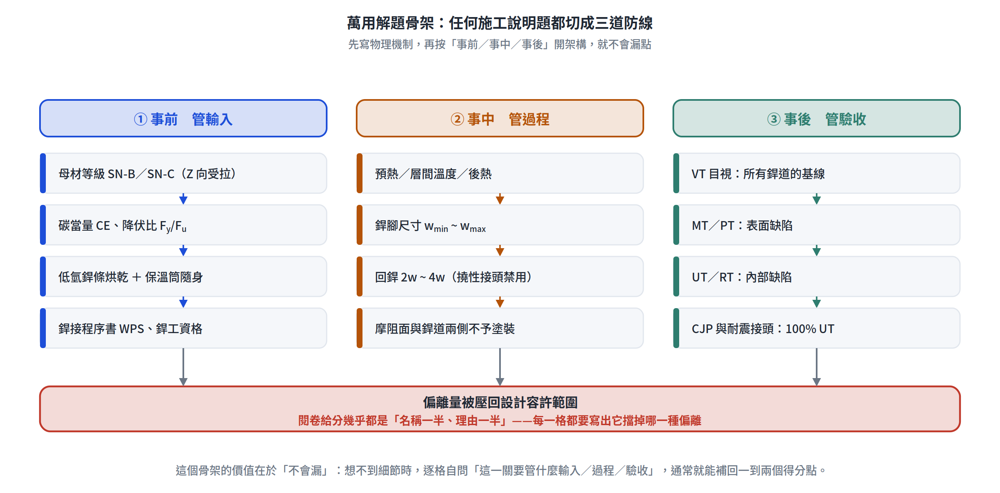 萬用解題骨架：任何施工說明題都切成三道防線
先寫物理機制，再按「事前／事中／事後」開架構，就不會漏點
① 事前　管輸入
母材等級 SN-B／SN-C（Z 向受拉）
碳當量 CE、降伏比 Fy/Fu
低氫銲條烘乾 ＋ 保溫筒隨身
銲接程序書 WPS、銲工資格
② 事中　管過程
預熱／層間溫度／後熱
銲腳尺寸 wmin ~ wmax
回銲 2w ~ 4w（撓性接頭禁用）
摩阻面與銲道兩側不予塗裝
③ 事後　管驗收
VT 目視：所有銲道的基線
MT／PT：表面缺陷
UT／RT：內部缺陷
CJP 與耐震接頭：100% UT
偏離量被壓回設計容許範圍
閱卷給分幾乎都是「名稱一半、理由一半」——每一格都要寫出它擋掉哪一種偏離
這個骨架的價值在於「不會漏」：想不到細節時，逐格自問「這一關要管什麼輸入／過程／驗收」，通常就能補回一到兩個得分點。